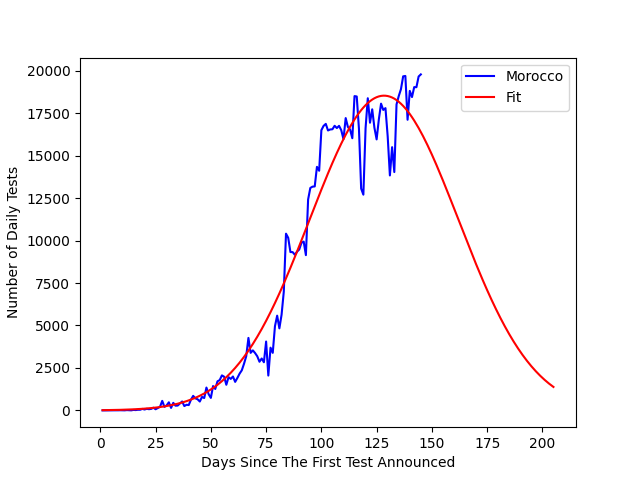 Morocco
Fit
20000
17500
15000
12500
10000
7500
5000
2500
0
Number of Daily Tests
0 25 50 75 100 125 150 175 200
Days Since The First Test Announced